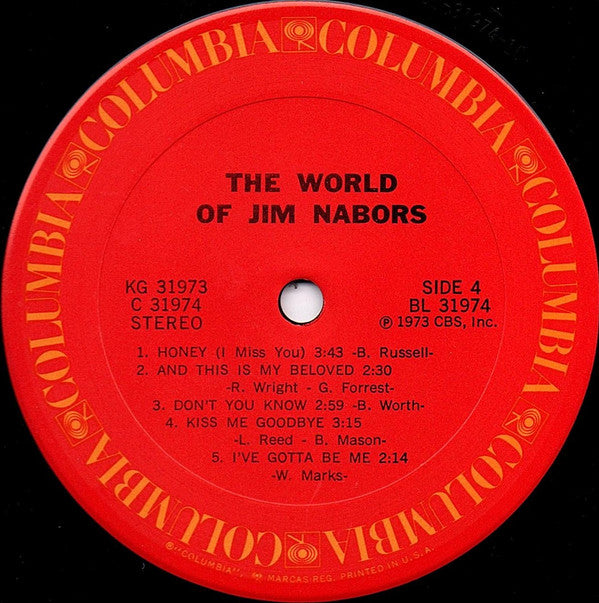 COLUMBIA COLUMBIA COLUMBIA COLUMBIA COLUMBIA COLUMBIA COLUMBIA COLUMBIA
THE WORLD
OF JIM NABORS
KG 31973
C 31974
STEREO
SIDE 4
BL 31974
℗ 1973 CBS, Inc.
1. HONEY (I Miss You) 3:43 -B. Russell-
2. AND THIS IS MY BELOVED 2:30
-R. Wright - G. Forrest-
3. DON'T YOU KNOW 2:59 -B. Worth-
4. KISS ME GOODBYE 3:15
-L. Reed - B. Mason-
5. I'VE GOTTA BE ME 2:14
-W. Marks-
®"COLUMBIA", MARCAS REG. PRINTED IN U.S.A.